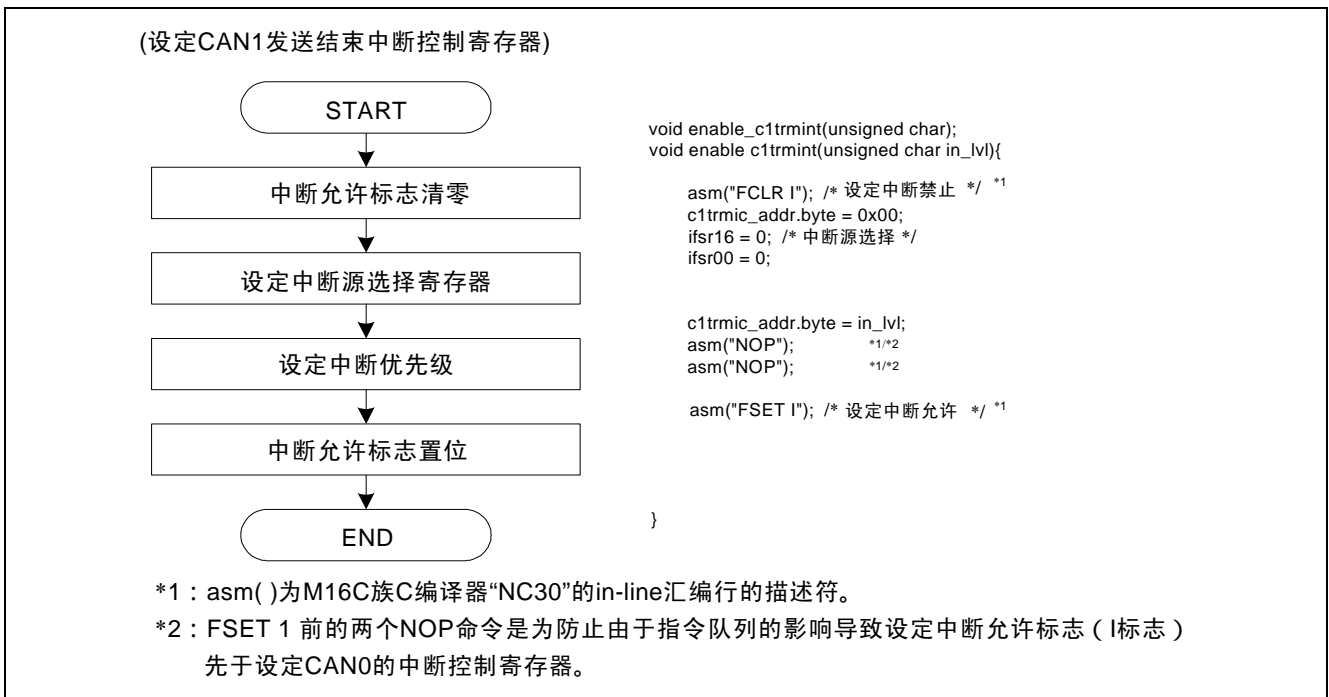 (设定CAN1发送结束中断控制寄存器)
START
中断允许标志清零
设定中断源选择寄存器
设定中断优先级
中断允许标志置位
END
void enable_c1trmint(unsigned char);
void enable c1trmint(unsigned char in_lvl){
asm("FCLR I"); /* 设定中断禁止 */ *1
c1trmic_addr.byte = 0x00;
ifsr16 = 0; /* 中断源选择 */
ifsr00 = 0;
c1trmic_addr.byte = in_lvl;
asm("NOP"); *1/*2
asm("NOP"); *1/*2
asm("FSET I"); /* 设定中断允许 */ *1
}
*1：asm( )为M16C族C编译器“NC30”的in-line汇编行的描述符。
*2：FSET 1 前的两个NOP命令是为防止由于指令队列的影响导致设定中断允许标志（I标志）
先于设定CAN0的中断控制寄存器。